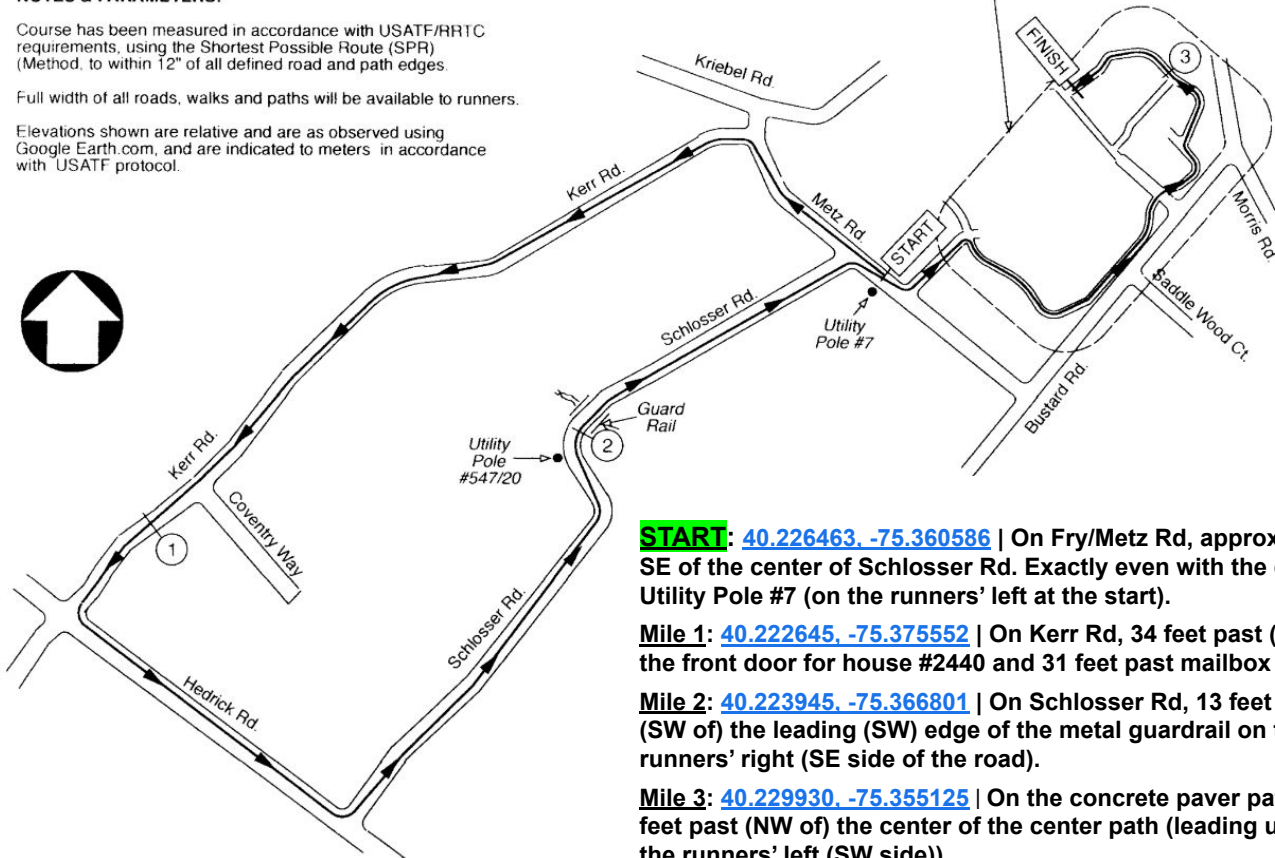 NOTES & PARAMETERS:
Course has been measured in accordance with USATF/RRTC
requirements, using the Shortest Possible Route (SPR)
(Method, to within 12" of all defined road and path edges.
Full width of all roads, walks and paths will be available to runners.
Elevations shown are relative and are as observed using
Google Earth.com, and are indicated to meters in accordance
with USATF protocol.
Kriebel Rd.
FINISH
3
Kerr Rd.
Metz Rd.
START
Morris Rd.
Saddle Wood Ct.
Schlosser Rd.
Utility
Pole #7
Bustard Rd.
Guard
Rail
2
Utility
Pole
#547/20
Kerr Rd.
Coventry Way
1
Schlosser Rd.
Hedrick Rd.
START: 40.226463, -75.360586 | On Fry/Metz Rd, approx
SE of the center of Schlosser Rd. Exactly even with the
Utility Pole #7 (on the runners’ left at the start).
Mile 1: 40.222645, -75.375552 | On Kerr Rd, 34 feet past (
the front door for house #2440 and 31 feet past mailbox
Mile 2: 40.223945, -75.366801 | On Schlosser Rd, 13 feet
(SW of) the leading (SW) edge of the metal guardrail on
runners’ right (SE side of the road).
Mile 3: 40.229930, -75.355125 | On the concrete paver
feet past (NW of) the center of the center path (leading
the runners’ left (SW side))